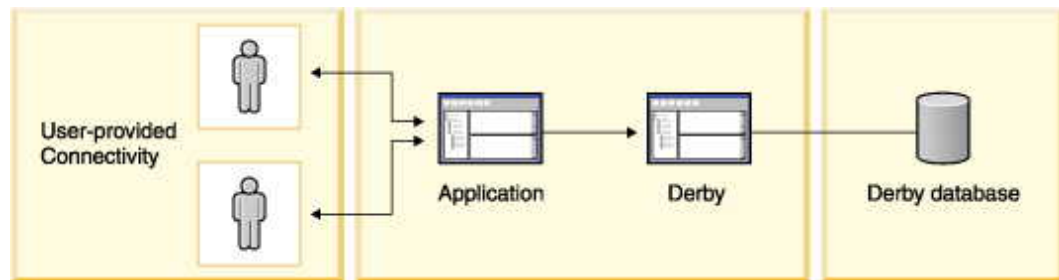 User-provided
Connectivity
Application
Derby
Derby database